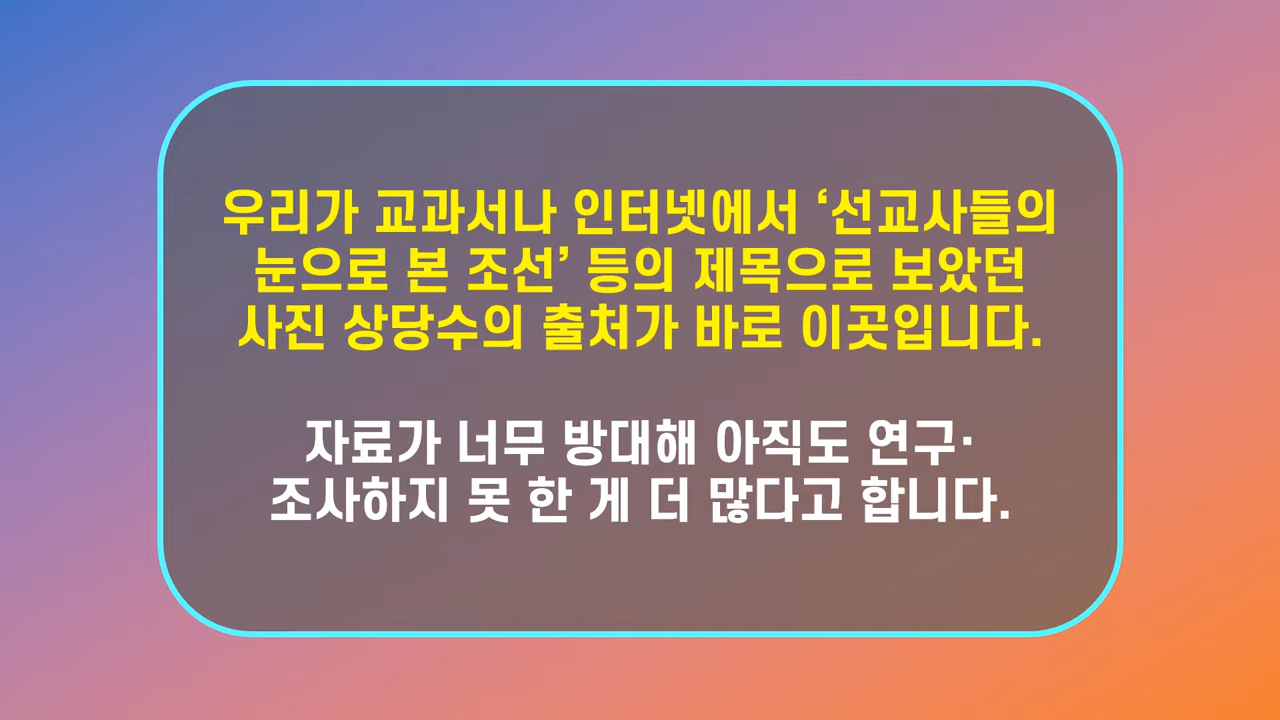 우리가 교과서나 인터넷에서 ‘선교사들의
눈으로 본 조선’ 등의 제목으로 보았던
사진 상당수의 출처가 바로 이곳입니다.
자료가 너무 방대해 아직도 연구·
조사하지 못 한 게 더 많다고 합니다.